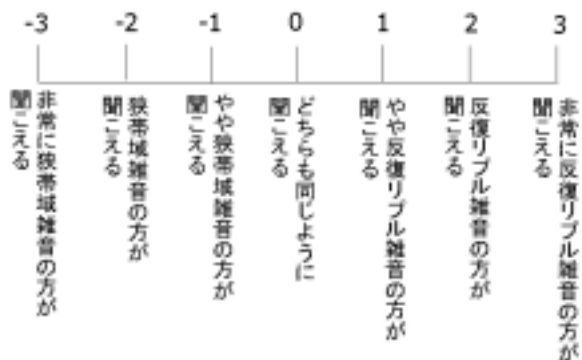 -3
-2
-1
0
1
2
3
非常に狭帯域雑音の方が
聞こえる
狭帯域雑音の方が
聞こえる
やや狭帯域雑音の方が
聞こえる
どちらも同じように
聞こえる
やや反復リプル雑音の方が
聞こえる
反復リプル雑音の方が
聞こえる
非常に反復リプル雑音の方が
聞こえる